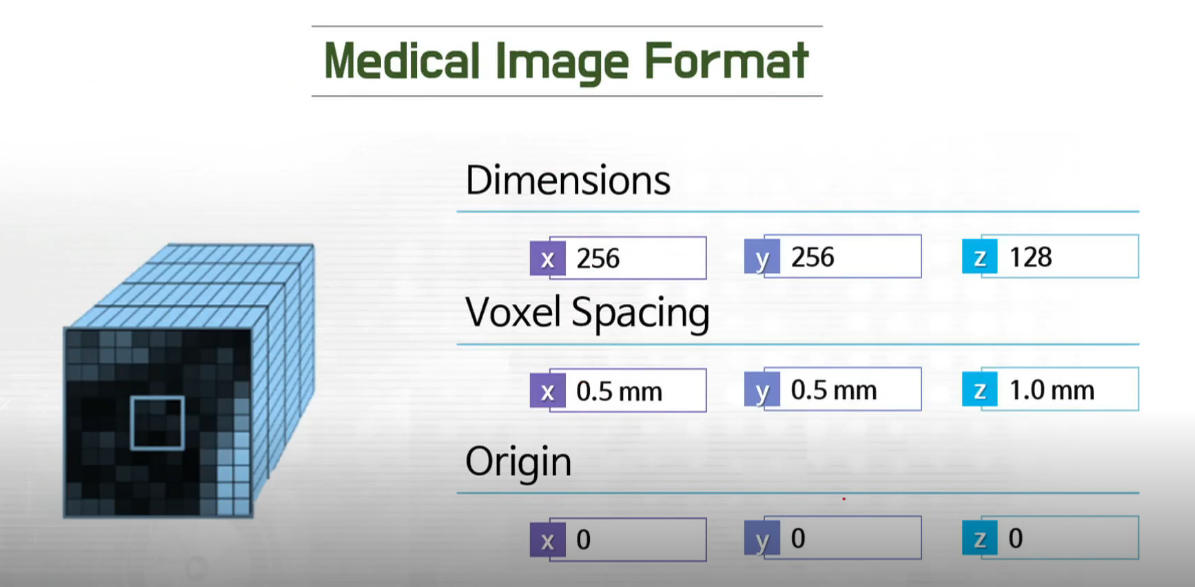 Medical Image Format
Dimensions
x 256 y 256 z 128
Voxel Spacing
x 0.5 mm y 0.5 mm z 1.0 mm
Origin
x 0 y 0 z 0